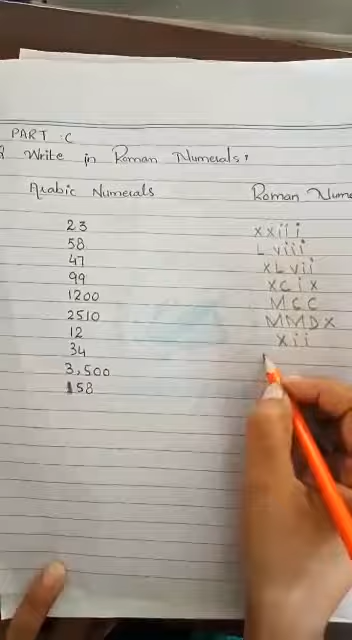 PART : C
Write in Roman Numerals:
Arabic Numerals Roman Nume
23 xxiii
58 Lviii
47 xLvii
99 xcix
1200 MCC
2510 MMDX
12 xii
34
3,500
158